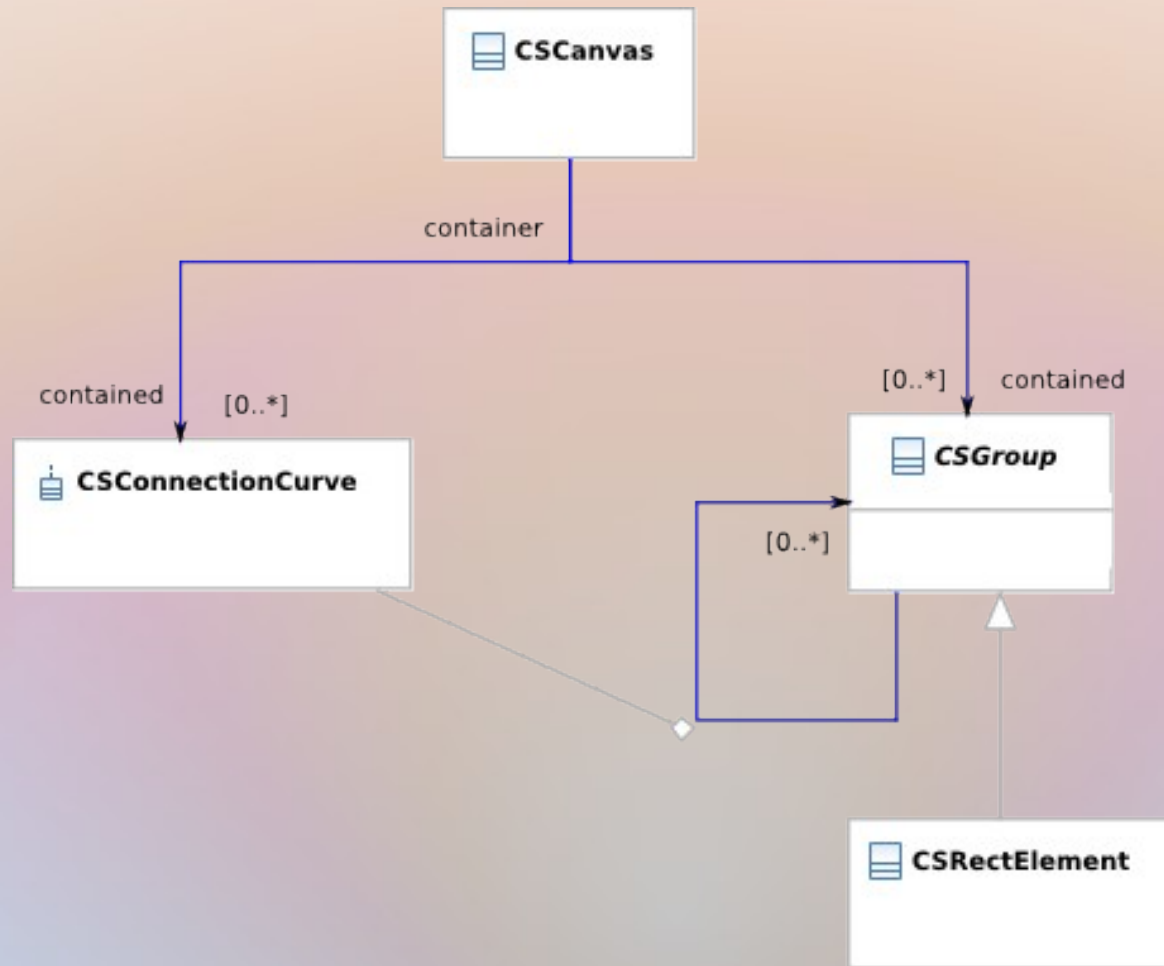 CSCanvas
container
contained
[0..*]
[0..*]
contained
CSConnectionCurve
CSGroup
[0..*]
CSRectElement